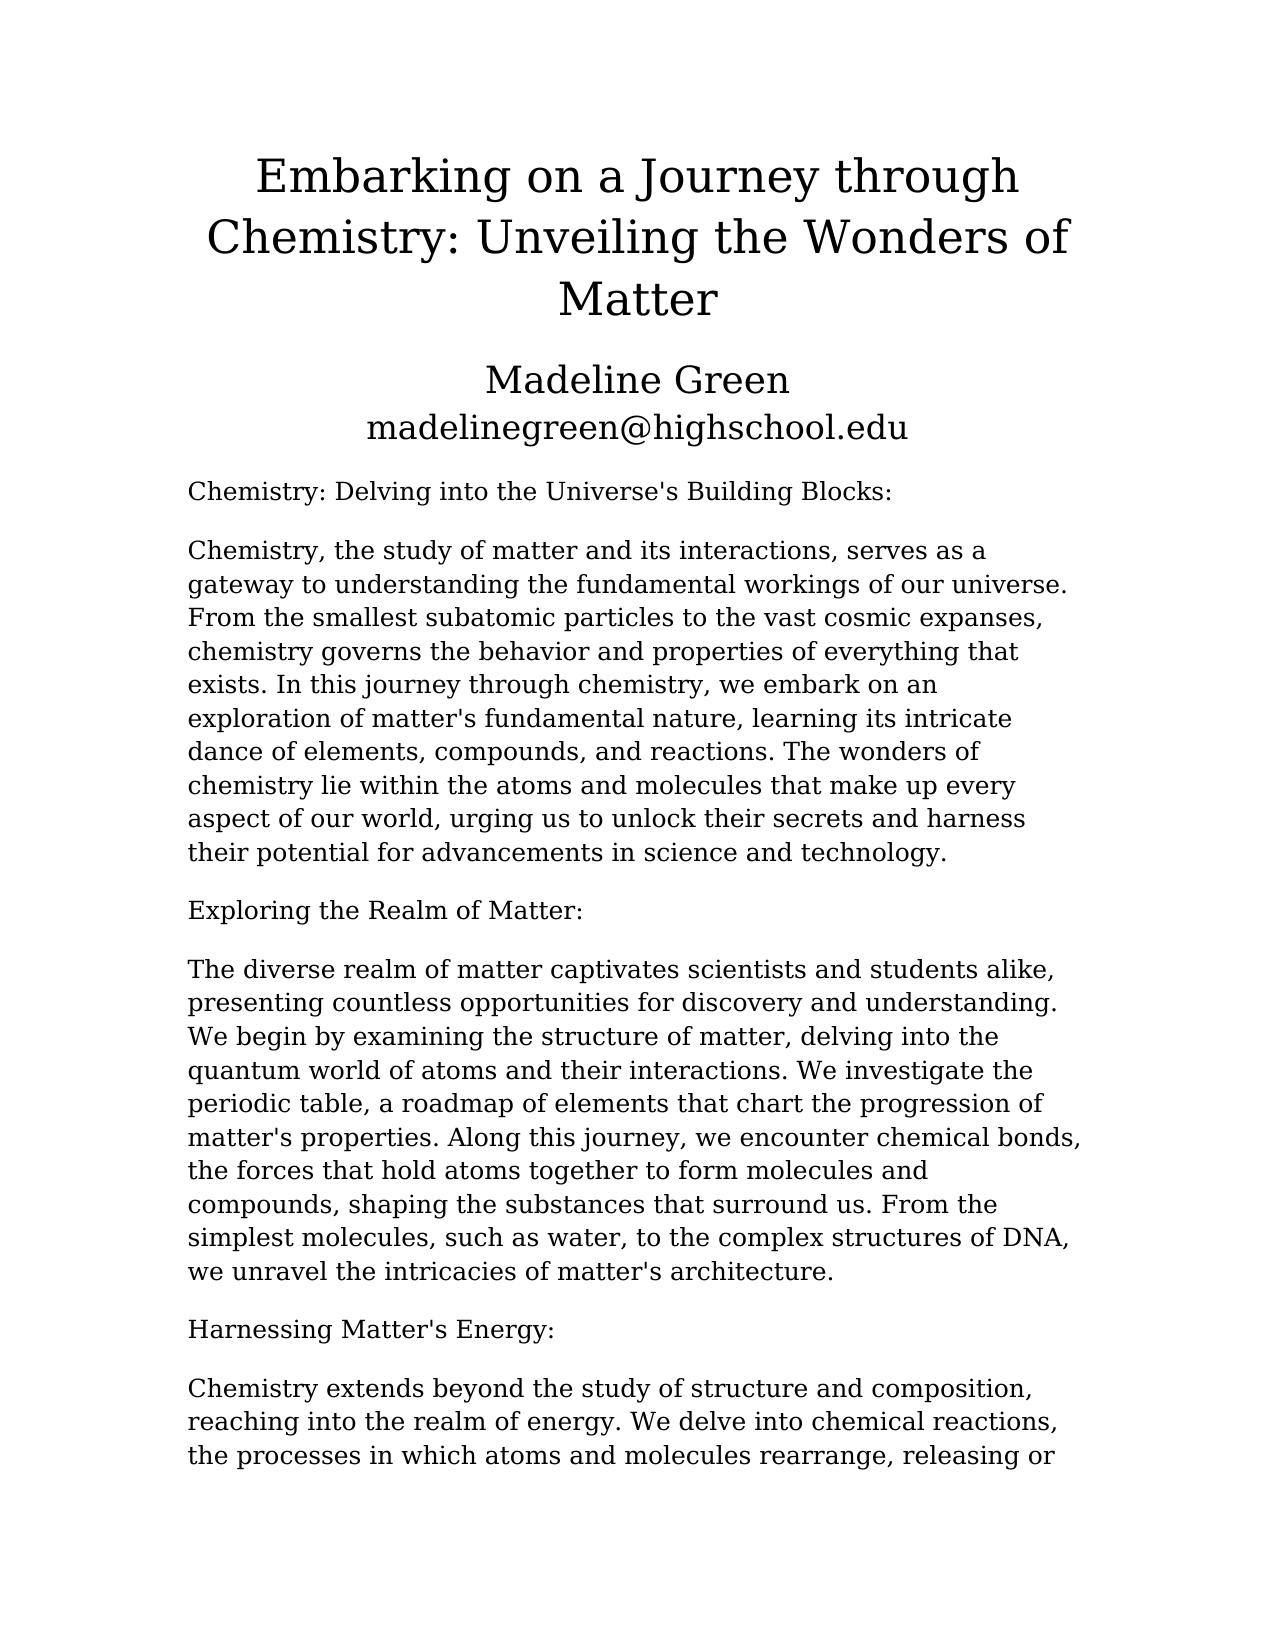 Embarking on a Journey through
Chemistry: Unveiling the Wonders of
Matter
Madeline Green
madelinegreen@highschool.edu
Chemistry: Delving into the Universe's Building Blocks:
Chemistry, the study of matter and its interactions, serves as a
gateway to understanding the fundamental workings of our universe.
From the smallest subatomic particles to the vast cosmic expanses,
chemistry governs the behavior and properties of everything that
exists. In this journey through chemistry, we embark on an
exploration of matter's fundamental nature, learning its intricate
dance of elements, compounds, and reactions. The wonders of
chemistry lie within the atoms and molecules that make up every
aspect of our world, urging us to unlock their secrets and harness
their potential for advancements in science and technology.
Exploring the Realm of Matter:
The diverse realm of matter captivates scientists and students alike,
presenting countless opportunities for discovery and understanding.
We begin by examining the structure of matter, delving into the
quantum world of atoms and their interactions. We investigate the
periodic table, a roadmap of elements that chart the progression of
matter's properties. Along this journey, we encounter chemical bonds,
the forces that hold atoms together to form molecules and
compounds, shaping the substances that surround us. From the
simplest molecules, such as water, to the complex structures of DNA,
we unravel the intricacies of matter's architecture.
Harnessing Matter's Energy:
Chemistry extends beyond the study of structure and composition,
reaching into the realm of energy. We delve into chemical reactions,
the processes in which atoms and molecules rearrange, releasing or